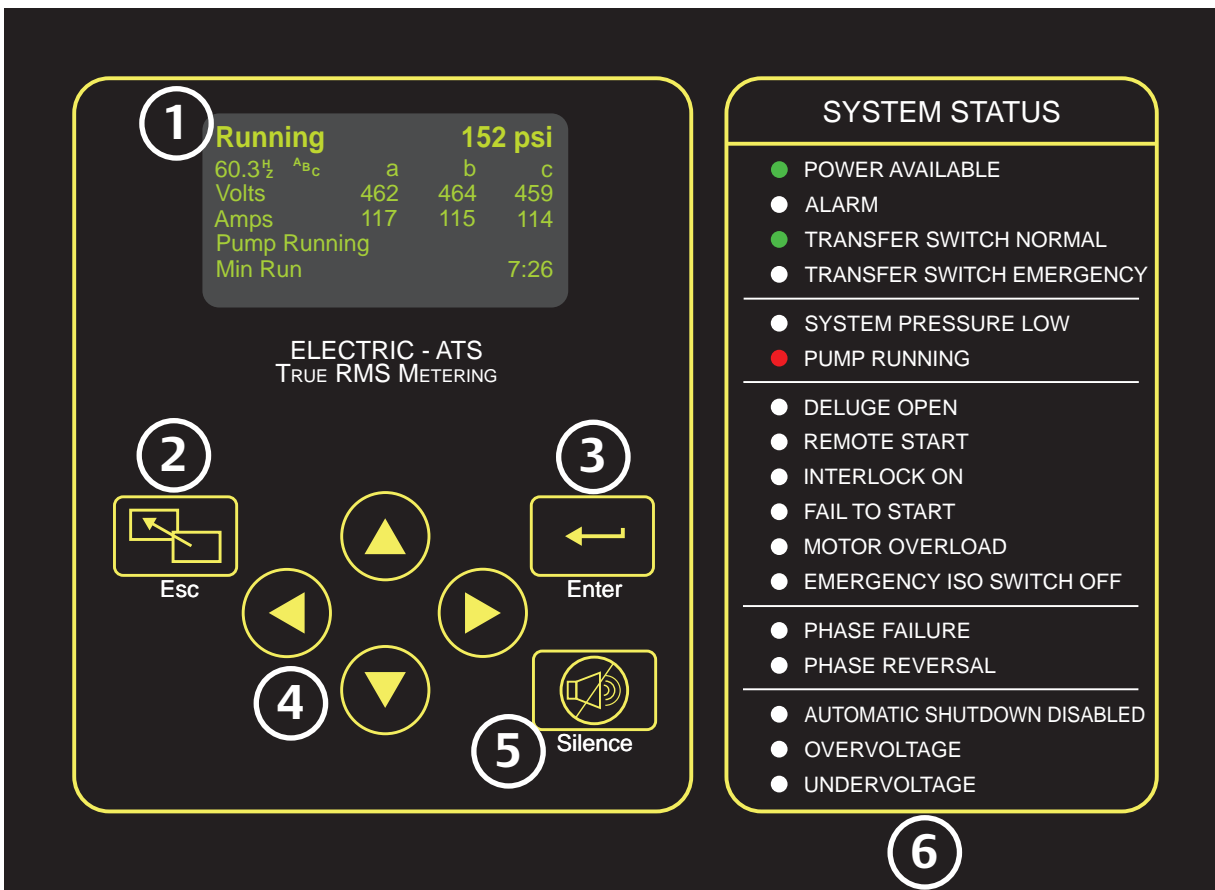 1
Running 152 psi
60.3 Hz ABC a b c
Volts 462 464 459
Amps 117 115 114
Pump Running
Min Run 7:26
ELECTRIC - ATS
TRUE RMS METERING
2
Esc
3
Enter
4
5
Silence
SYSTEM STATUS
POWER AVAILABLE
ALARM
TRANSFER SWITCH NORMAL
TRANSFER SWITCH EMERGENCY
SYSTEM PRESSURE LOW
PUMP RUNNING
DELUGE OPEN
REMOTE START
INTERLOCK ON
FAIL TO START
MOTOR OVERLOAD
EMERGENCY ISO SWITCH OFF
PHASE FAILURE
PHASE REVERSAL
AUTOMATIC SHUTDOWN DISABLED
OVERVOLTAGE
UNDERVOLTAGE
6